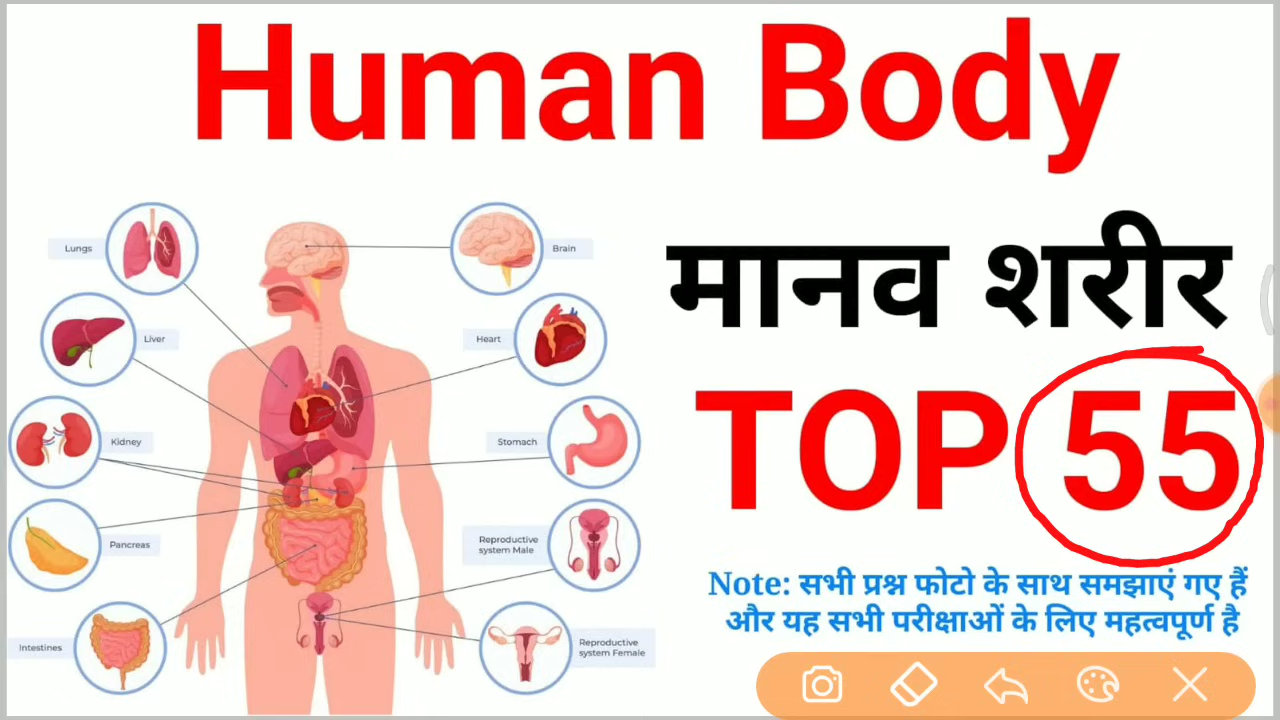 Human Body
मानव शरीर
TOP 55
Note: सभी प्रश्न फोटो के साथ समझाएं गए हैं
और यह सभी परीक्षाओं के लिए महत्वपूर्ण है
Lungs
Brain
Liver
Heart
Kidney
Stomach
Pancreas
Reproductive
system Male
Intestines
Reproductive
system Female